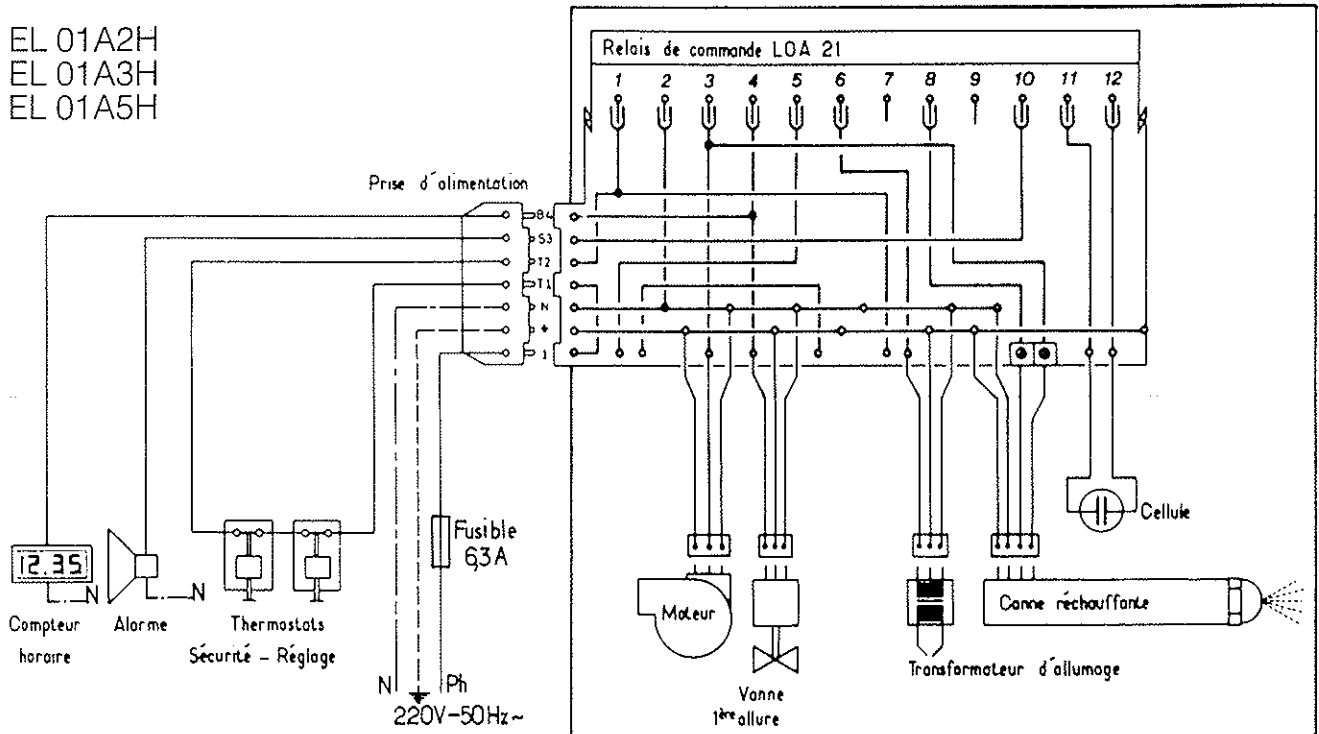 EL 01A2H
EL 01A3H
EL 01A5H
Relais de commande LOA 21
1 2 3 4 5 6 7 8 9 10 11 12
Prise d'alimentation
B4
S3
T2
T1
N
1
Fusible
6,3A
12.35
N
N
Compteur
horaire
Alarme
Thermostats
Sécurité - Réglage
N
Ph
220V-50Hz~
Moteur
Vanne
1ère allure
Transformateur d'allumage
Canne réchauffante
Cellule